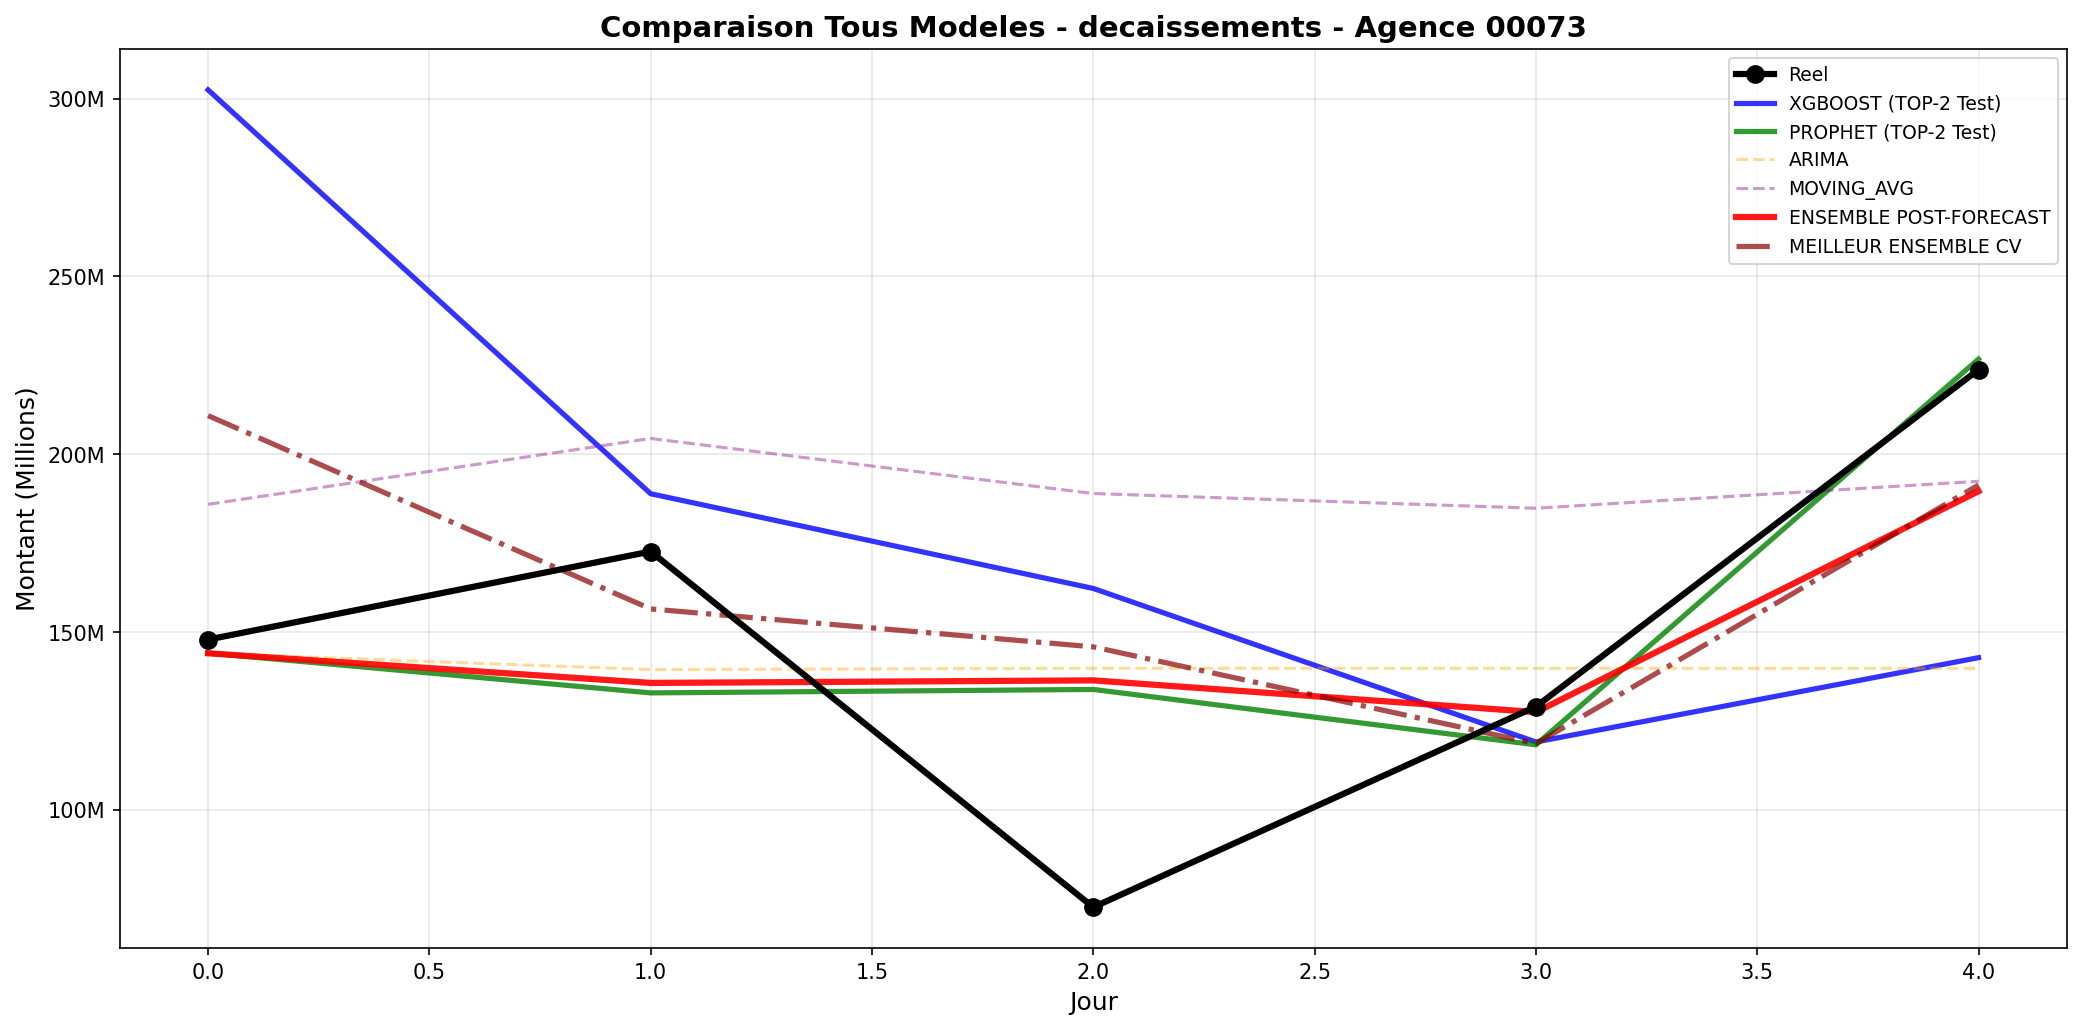 Comparaison Tous Modeles - decaissements - Agence 00073
Montant (Millions)
300M
250M
200M
150M
100M
Reel
XGBOOST (TOP-2 Test)
PROPHET (TOP-2 Test)
ARIMA
MOVING_AVG
ENSEMBLE POST-FORECAST
MEILLEUR ENSEMBLE CV
0.0 0.5 1.0 1.5 2.0 2.5 3.0 3.5 4.0
Jour